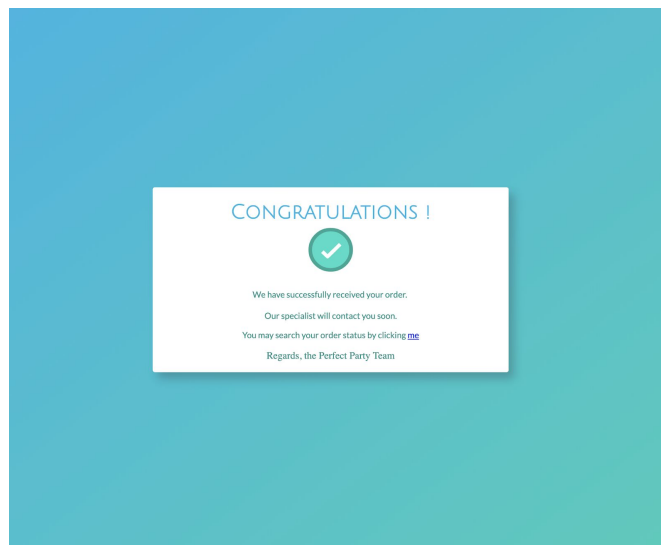 Congratulations !
We have successfully received your order.
Our specialist will contact you soon.
You may search your order status by clicking me
Regards, the Perfect Party Team